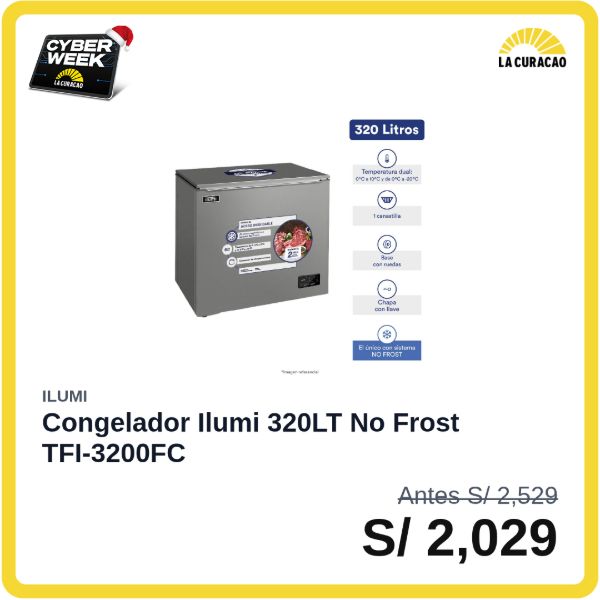 CYBER
WEEK
LA CURACAO
LA CURACAO
320 Litros
Temperatura dual:
0°C a 10°C y de 0°C a -20°C
1 canastilla
Base
con ruedas
Chapa
con llave
El único con sistema
NO FROST
*Imagen referencial
ILUMI
Congelador Ilumi 320LT No Frost
TFI-3200FC
Antes S/ 2,529
S/ 2,029